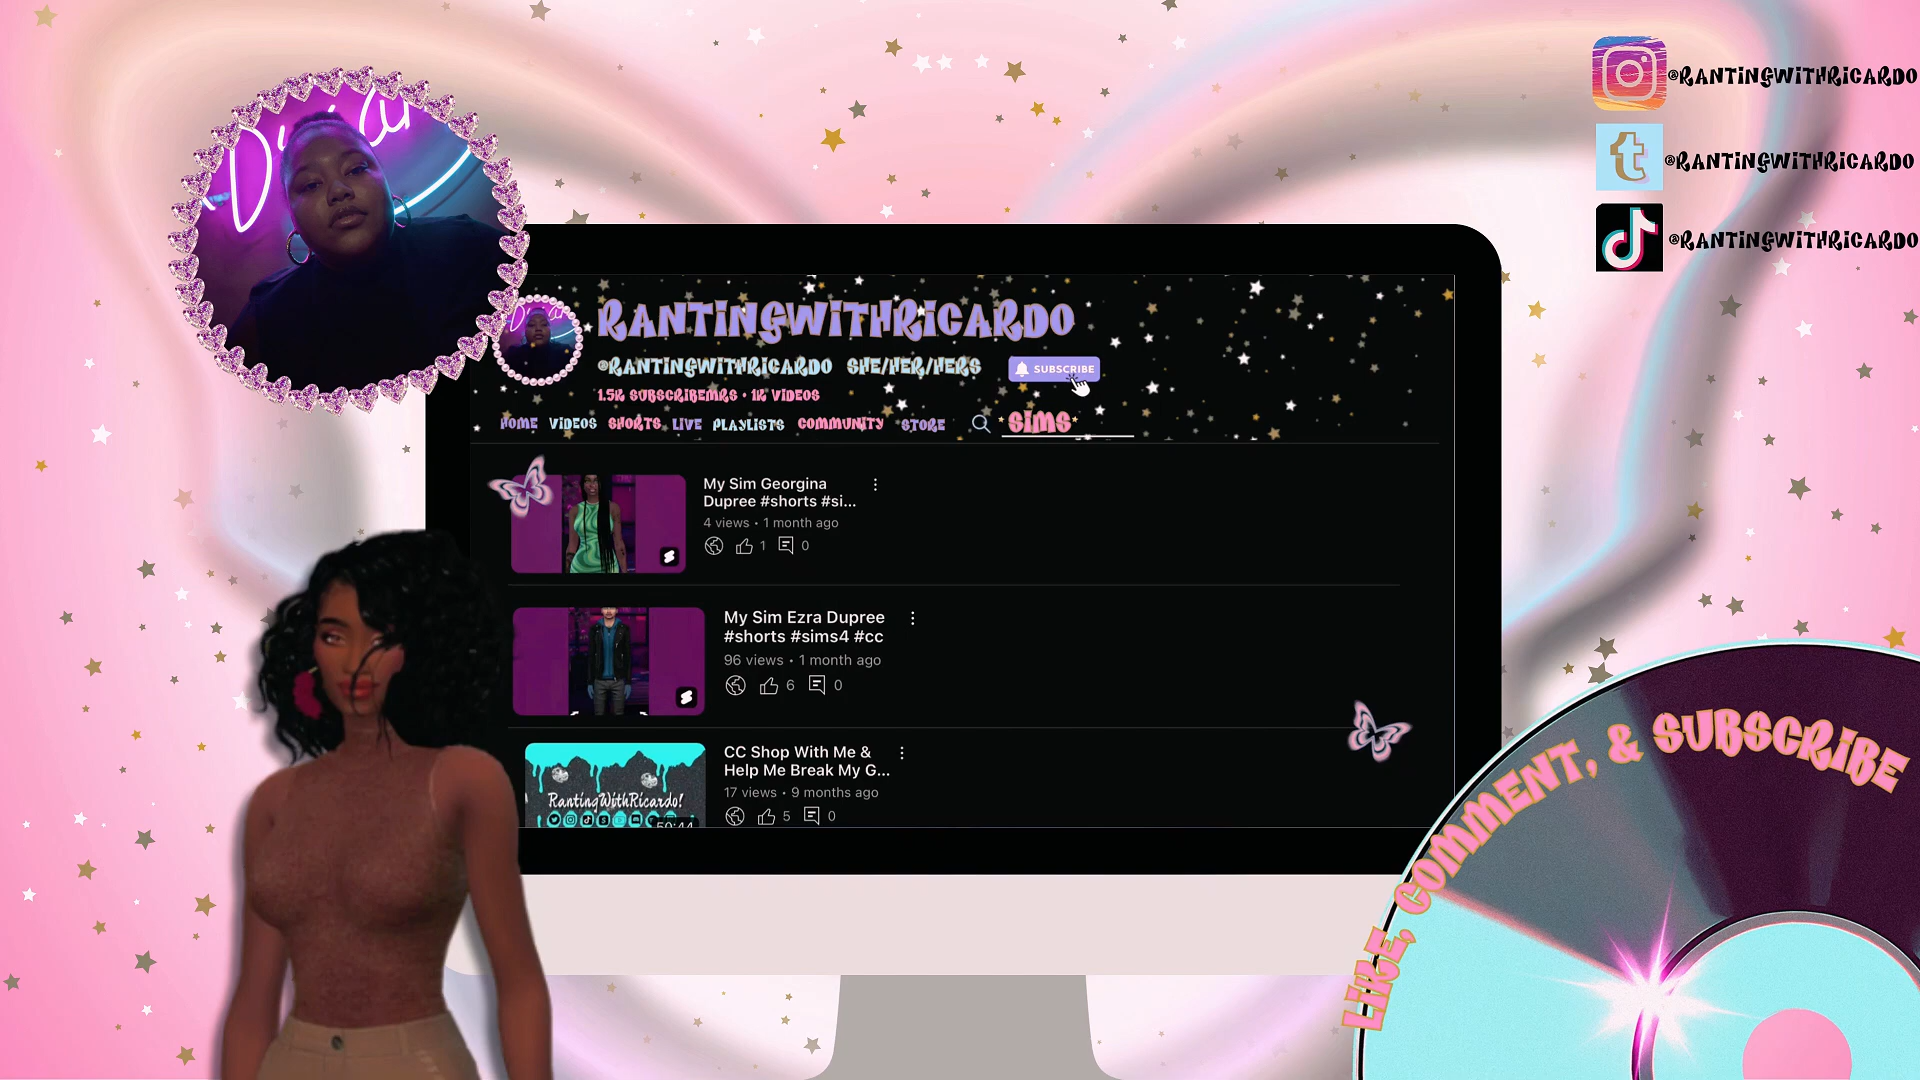 @RANTINGWITHRICARDO
@RANTINGWITHRICARDO
@RANTINGWITHRICARDO
RANTINGWITHRICARDO
@RANTINGWITHRICARDO SHE/HER/HERS
SUBSCRIBE
1.5K SUBSCRIBEMRS • 1K VIDEOS
HOME VIDEOS SHORTS LIVE PLAYLISTS COMMUNITY STORE
SIMS
My Sim Georgina
Dupree #shorts #si...
4 views • 1 month ago
1 0
My Sim Ezra Dupree
#shorts #sims4 #cc
96 views • 1 month ago
6 0
CC Shop With Me &
Help Me Break My G...
17 views • 9 months ago
5 0
RantingWithRicardo!
50:44
LIKE, COMMENT, & SUBSCRIBE